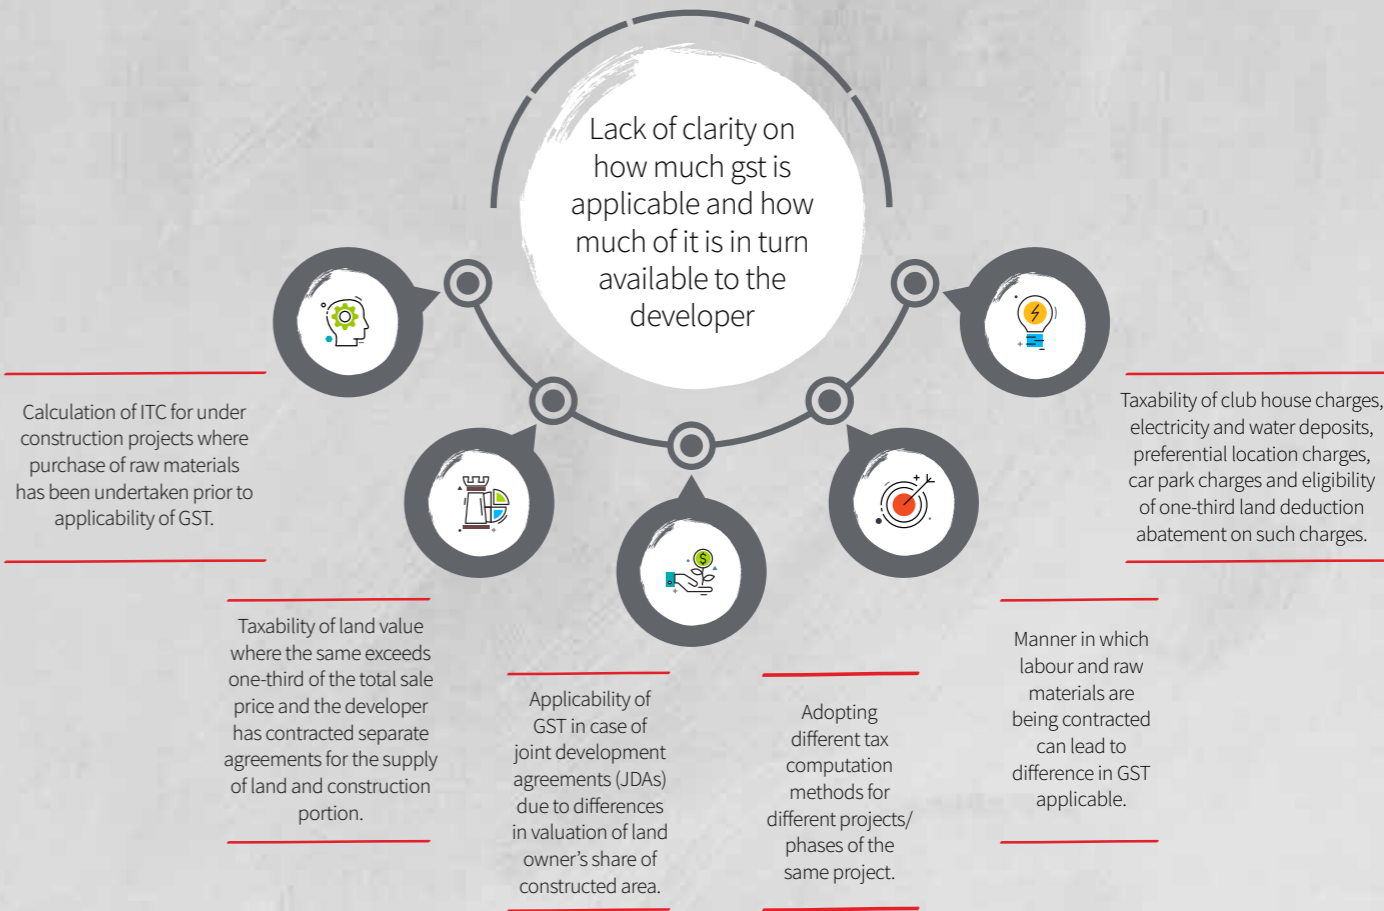 Lack of clarity on
how much gst is
applicable and how
much of it is in turn
available to the
developer
Calculation of ITC for under
construction projects where
purchase of raw materials
has been undertaken prior to
applicability of GST.
Taxability of land value
where the same exceeds
one-third of the total sale
price and the developer
has contracted separate
agreements for the supply
of land and construction
portion.
Applicability of
GST in case of
joint development
agreements (JDAs)
due to differences
in valuation of land
owner’s share of
constructed area.
Adopting
different tax
computation
methods for
different projects/
phases of the
same project.
Manner in which
labour and raw
materials are
being contracted
can lead to
difference in GST
applicable.
Taxability of club house charges,
electricity and water deposits,
preferential location charges,
car park charges and eligibility
of one-third land deduction
abatement on such charges.
$